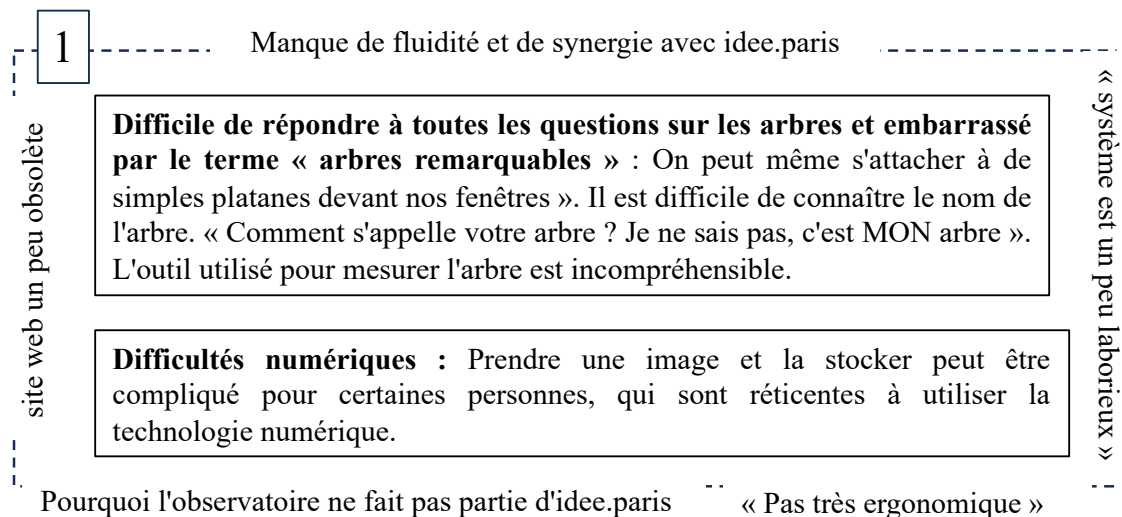 1
Manque de fluidité et de synergie avec idee.paris
site web un peu obsolète
Difficile de répondre à toutes les questions sur les arbres et embarrassé
par le terme « arbres remarquables » : On peut même s'attacher à de
simples platanes devant nos fenêtres ». Il est difficile de connaître le nom de
l'arbre. « Comment s'appelle votre arbre ? Je ne sais pas, c'est MON arbre ».
L'outil utilisé pour mesurer l'arbre est incompréhensible.
« système est un peu laborieux »
Difficultés numériques : Prendre une image et la stocker peut être
compliqué pour certaines personnes, qui sont réticentes à utiliser la
technologie numérique.
Pourquoi l'observatoire ne fait pas partie d'idee.paris
« Pas très ergonomique »